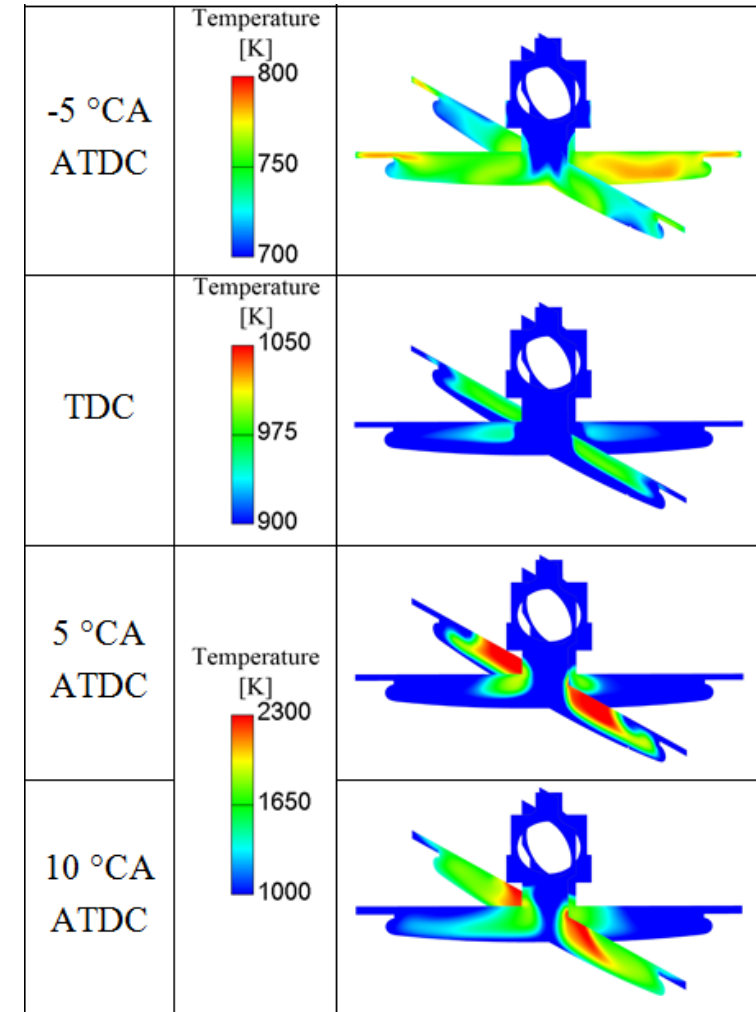 -5 °CA
ATDC
Temperature
[K]
800
750
700
TDC
Temperature
[K]
1050
975
900
5 °CA
ATDC
Temperature
[K]
2300
1650
1000
10 °CA
ATDC